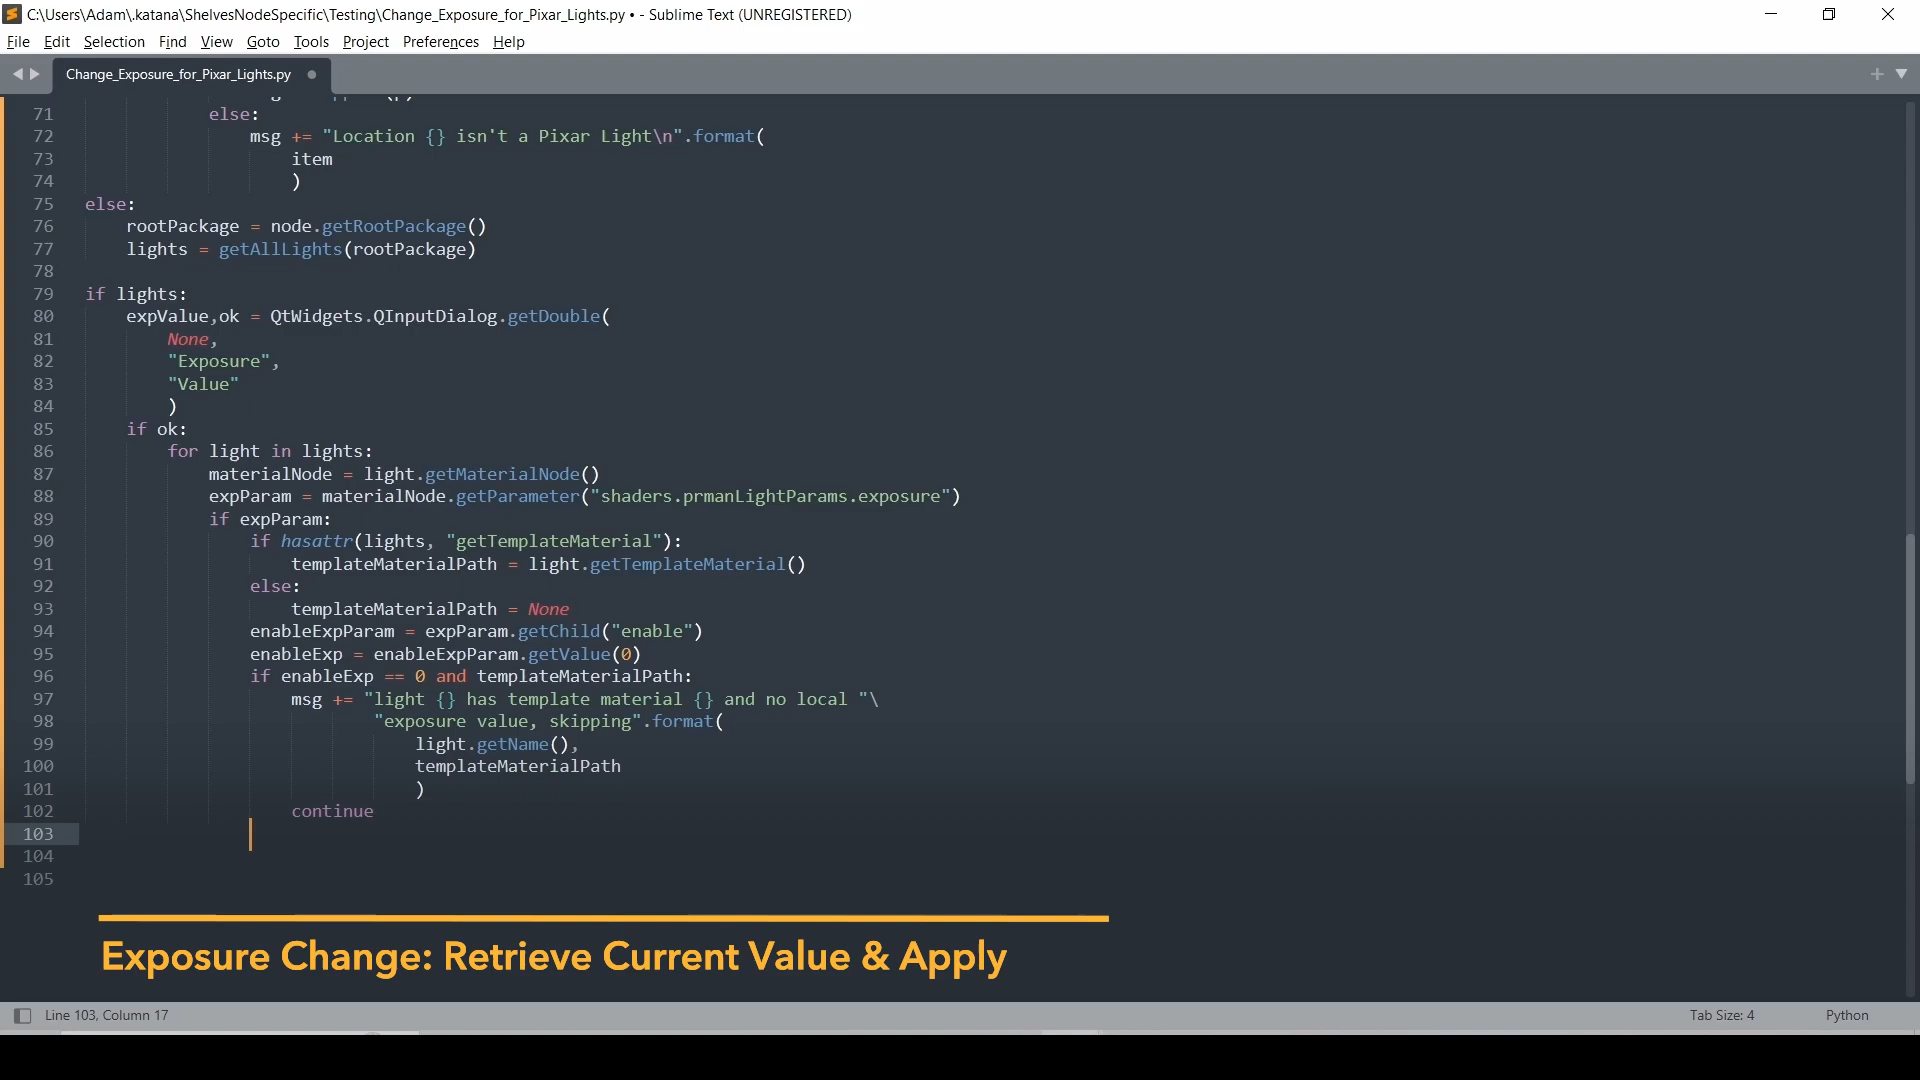 C:\Users\Adam\.katana\ShelvesNodeSpecific\Testing\Change_Exposure_for_Pixar_Lights.py • - Sublime Text (UNREGISTERED)
File Edit Selection Find View Goto Tools Project Preferences Help
Change_Exposure_for_Pixar_Lights.py
71 else:
72 msg += "Location {} isn't a Pixar Light\n".format(
73 item
74 )
75 else:
76 rootPackage = node.getRootPackage()
77 lights = getAllLights(rootPackage)
78
79 if lights:
80 expValue,ok = QtWidgets.QInputDialog.getDouble(
81 None,
82 "Exposure",
83 "Value"
84 )
85 if ok:
86 for light in lights:
87 materialNode = light.getMaterialNode()
88 expParam = materialNode.getParameter("shaders.prmanLightParams.exposure")
89 if expParam:
90 if hasattr(lights, "getTemplateMaterial"):
91 templateMaterialPath = light.getTemplateMaterial()
92 else:
93 templateMaterialPath = None
94 enableExpParam = expParam.getChild("enable")
95 enableExp = enableExpParam.getValue(0)
96 if enableExp == 0 and templateMaterialPath:
97 msg += "light {} has template material {} and no local "\
98 "exposure value, skipping".format(
99 light.getName(),
100 templateMaterialPath
101 )
102 continue
103
104
105
Exposure Change: Retrieve Current Value & Apply
Line 103, Column 17 Tab Size: 4 Python